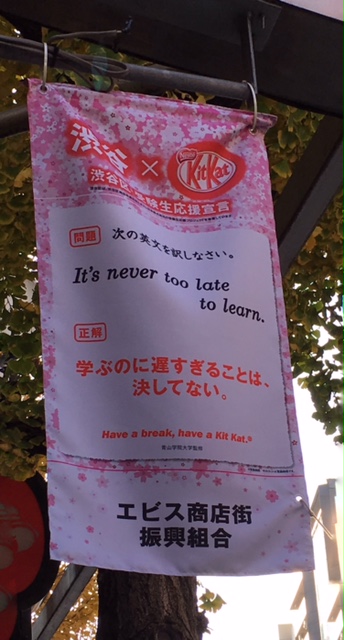 渋谷 × Nestlé KitKat
渋谷区 受験生応援宣言
問題 次の英文を訳しなさい。
It's never too late
to learn.
正解
学ぶのに遅すぎることは、
決してない。
Have a break, have a Kit Kat.®
青山学院大学監修
エビス商店街
振興組合